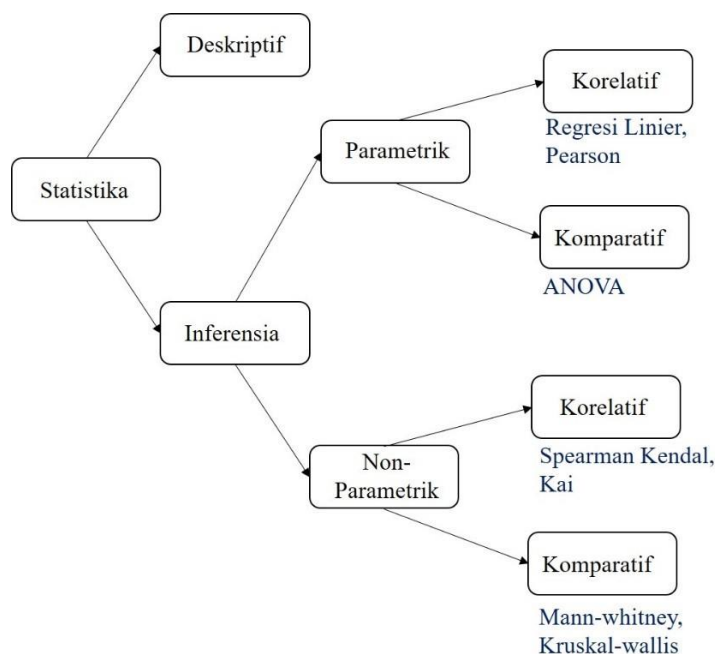 Deskriptif
Statistika
Inferensia
Parametrik
Korelatif
Regresi Linier,
Pearson
Komparatif
ANOVA
Non-
Parametrik
Korelatif
Spearman Kendal,
Kai
Komparatif
Mann-whitney,
Kruskal-wallis